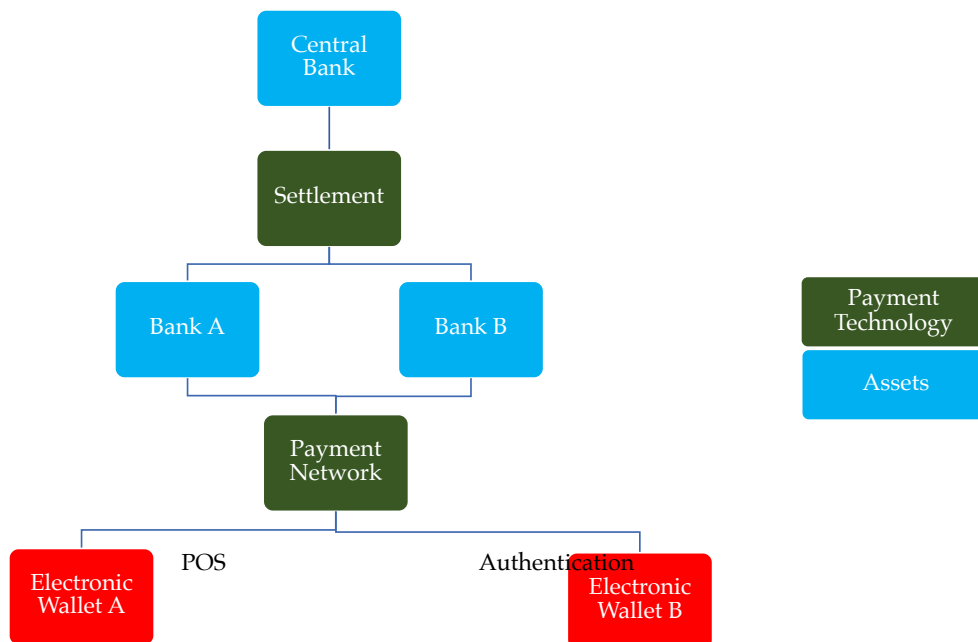 Central
Bank
Settlement
Bank A
Bank B
Payment
Technology
Assets
Payment
Network
POS
Authentication
Electronic
Wallet A
Electronic
Wallet B